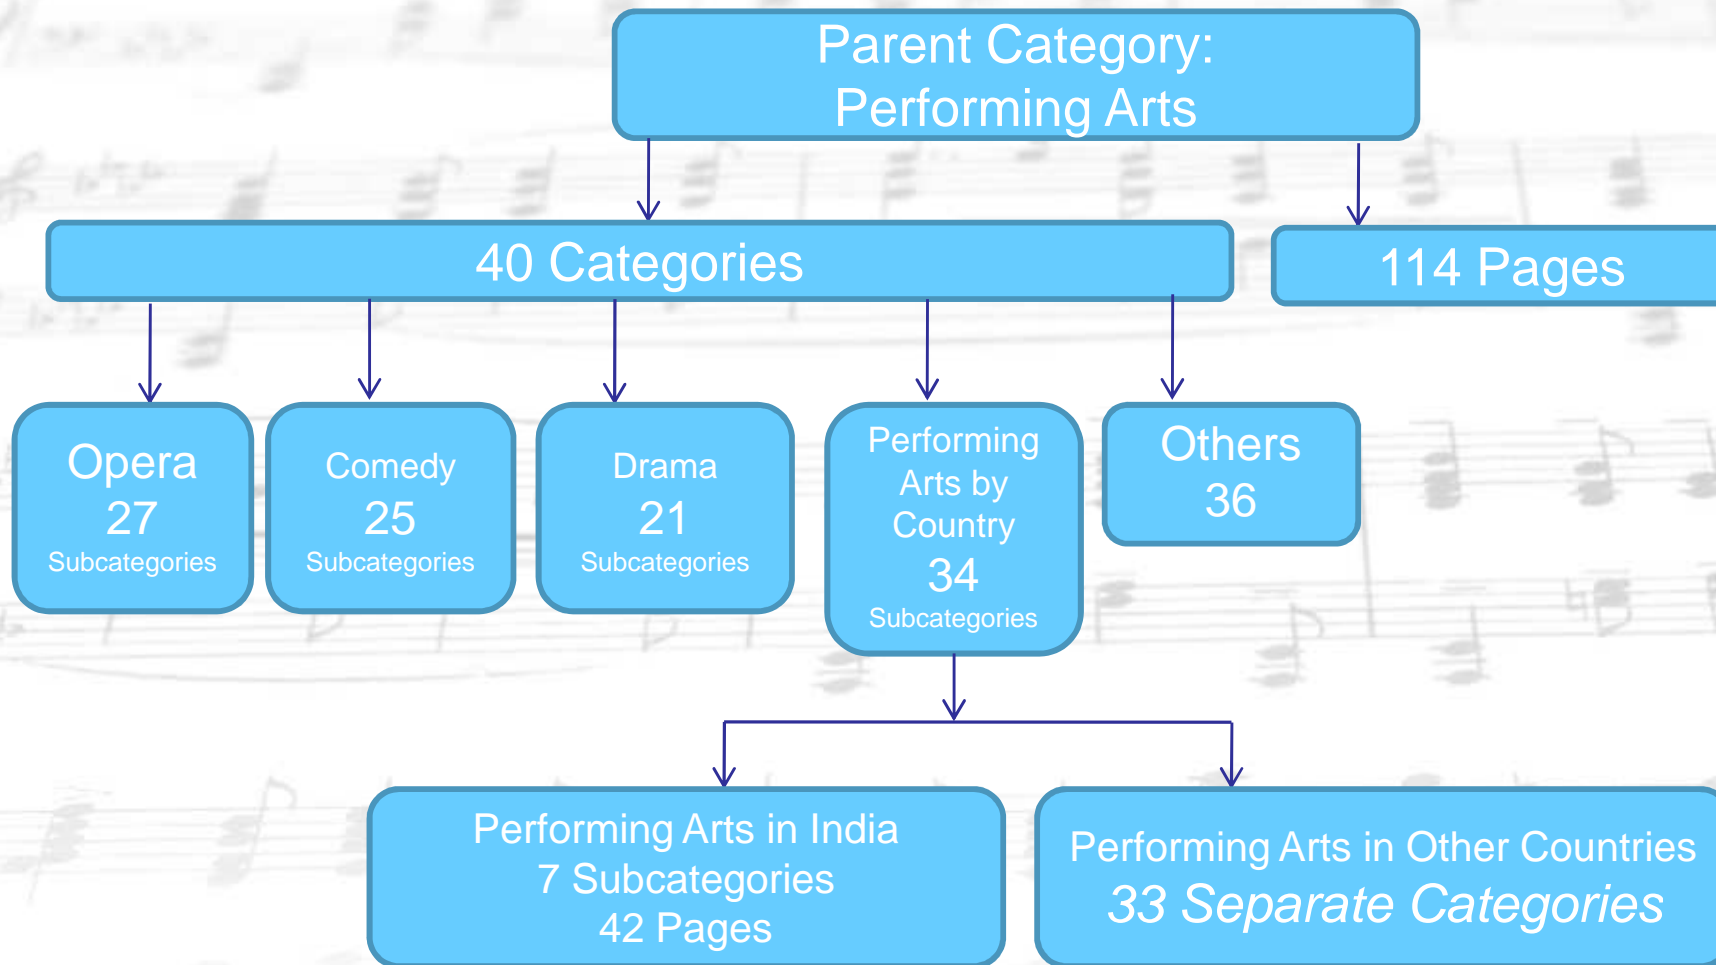 Parent Category:
Performing Arts
40 Categories
114 Pages
Opera
27
Subcategories
Comedy
25
Subcategories
Drama
21
Subcategories
Performing
Arts by
Country
34
Subcategories
Others
36
Performing Arts in India
7 Subcategories
42 Pages
Performing Arts in Other Countries
33 Separate Categories